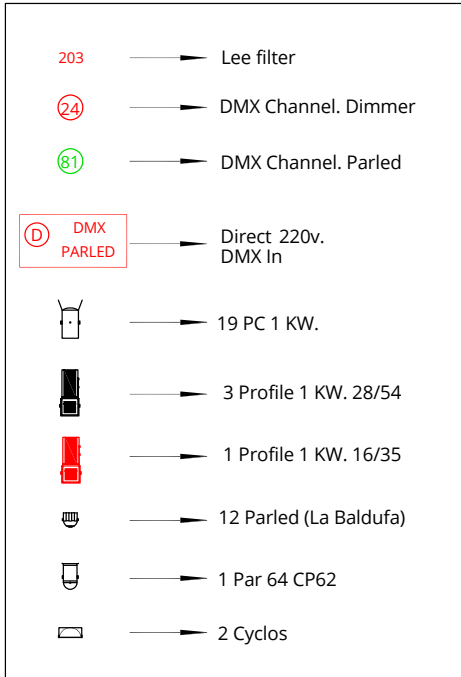 203 Lee filter
24 DMX Channel. Dimmer
81 DMX Channel. Parled
D DMX PARLED Direct 220v.
DMX In
19 PC 1 KW.
3 Profile 1 KW. 28/54
1 Profile 1 KW. 16/35
12 Parled (La Baldufa)
1 Par 64 CP62
2 Cyclos